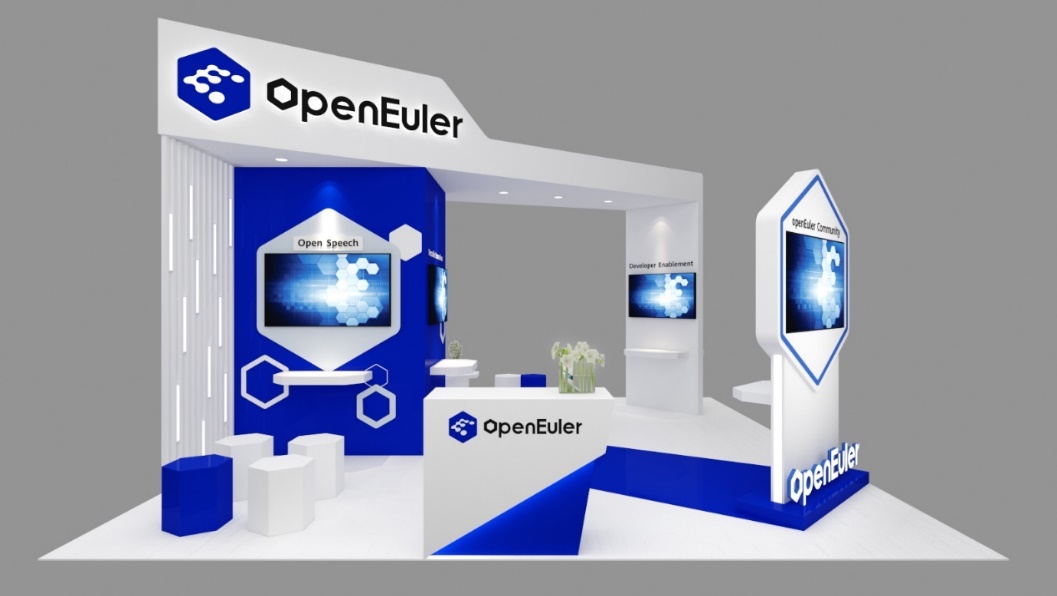 OpenEuler
Open Speech
openEuler Community
Developer Enablement
OpenEuler
OpenEuler